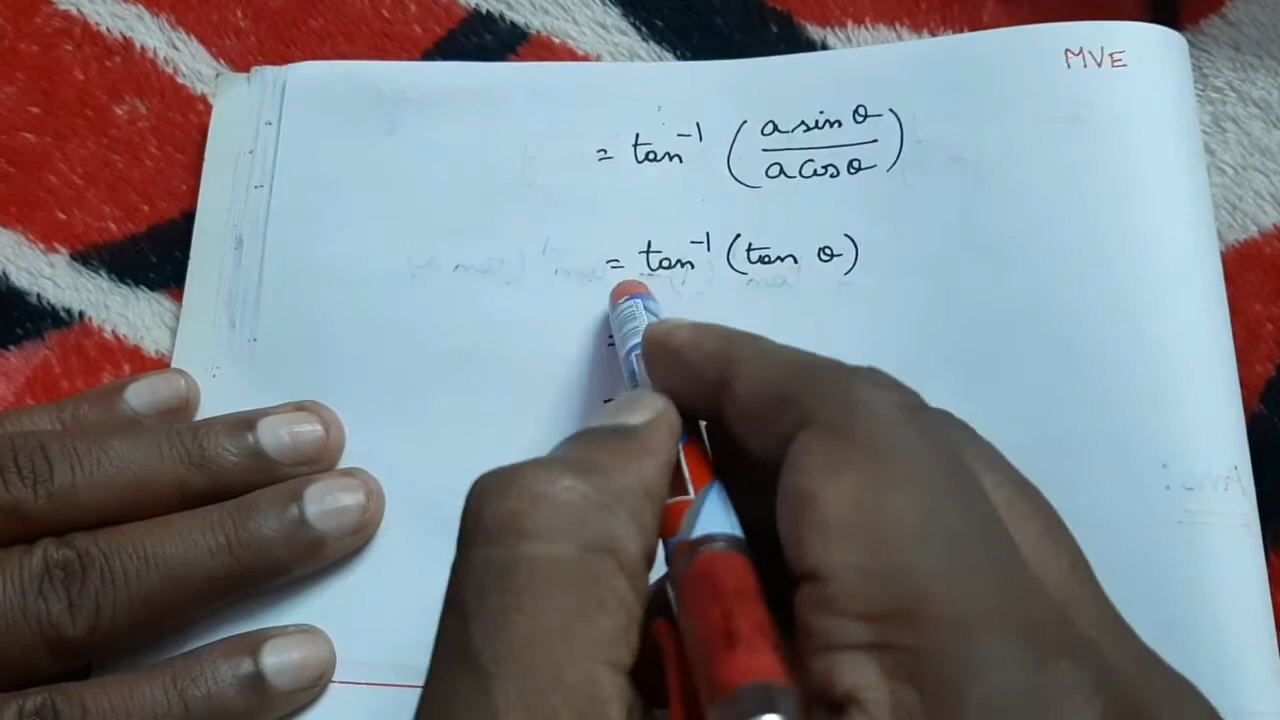 MVE
= tan⁻¹ (a sin θ / a cos θ)
= tan⁻¹ (tan θ)
=